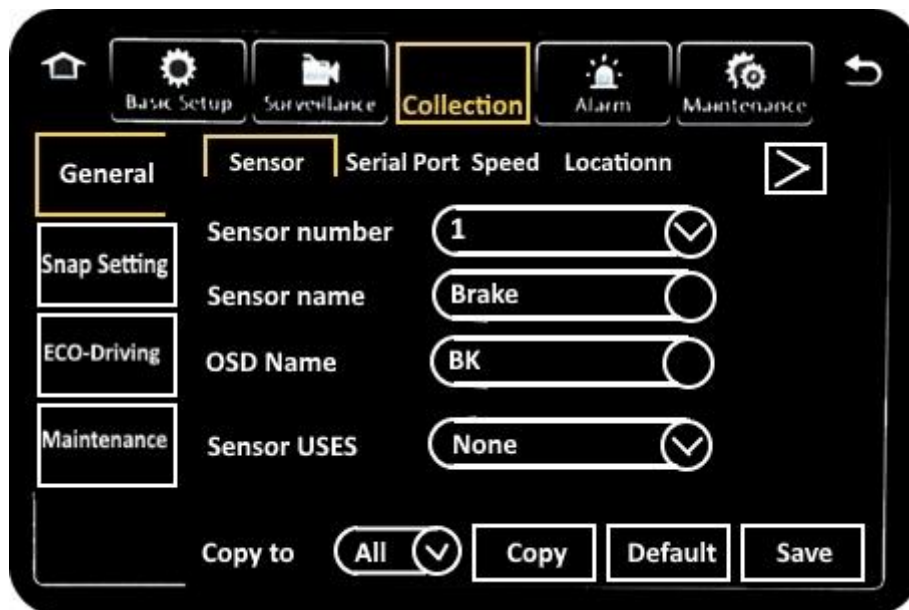 Basic Setup Surveillance Collection Alarm Maintenance
General Sensor Serial Port Speed Locationn >
Sensor number 1
Snap Setting
Sensor name Brake
ECO-Driving
OSD Name BK
Maintenance
Sensor USES None
Copy to All Copy Default Save